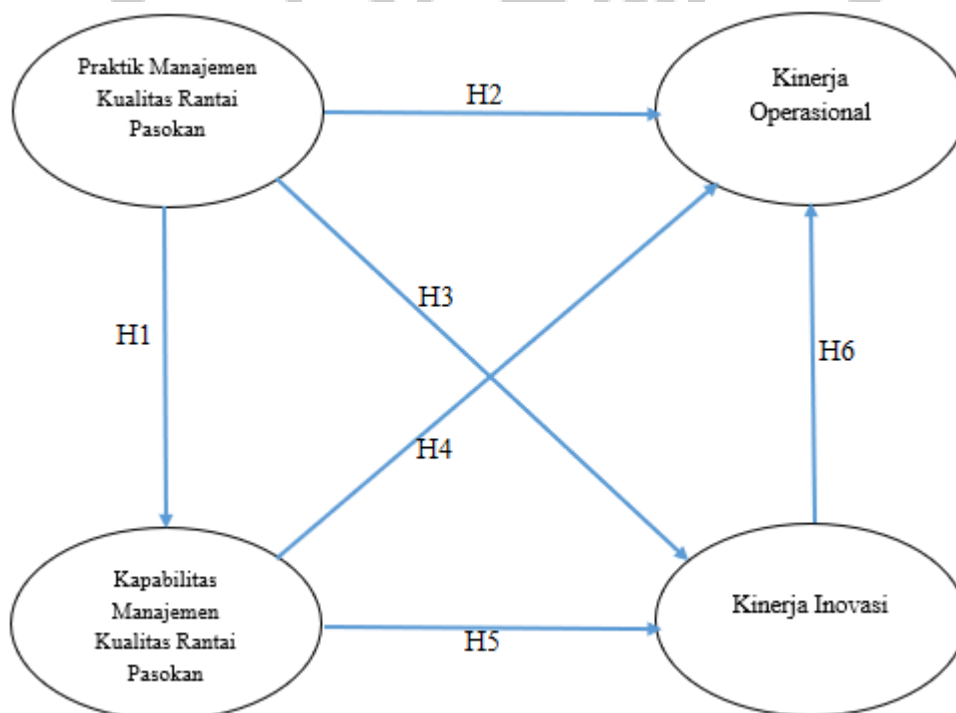 Praktik Manajemen
Kualitas Rantai
Pasokan
H2
Kinerja
Operasional
H3
H1
H6
H4
Kapabilitas
Manajemen
Kualitas Rantai
Pasokan
H5
Kinerja Inovasi